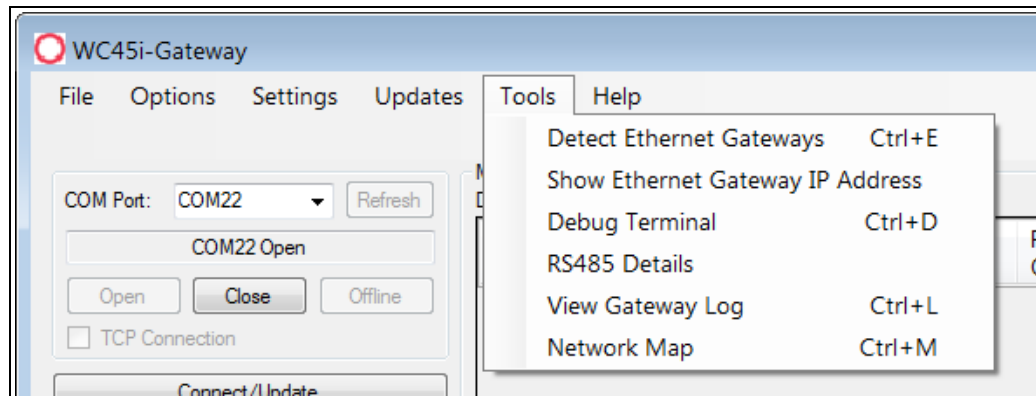 WC45i-Gateway
File Options Settings Updates Tools Help
Detect Ethernet Gateways Ctrl+E
Show Ethernet Gateway IP Address
Debug Terminal Ctrl+D
RS485 Details
View Gateway Log Ctrl+L
Network Map Ctrl+M
COM Port: COM22 Refresh
COM22 Open
Open Close Offline
TCP Connection
Connect/Update